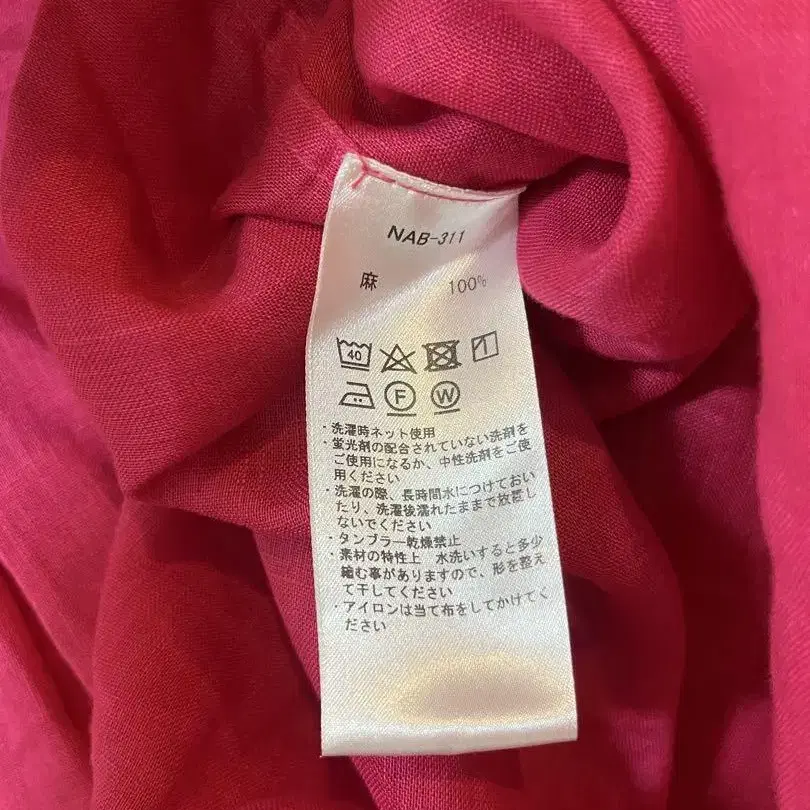 NAB-311
麻 100%
40
F W
・洗濯時ネット使用
・蛍光剤の配合されていない洗剤を
ご使用になるか、中性洗剤をご使
用ください
・洗濯の際、長時間水につけておい
たり、洗濯後濡れたままで放置し
ないでください
・タンブラー乾燥禁止
・素材の特性上 水洗いすると多少
縮む事がありますので、形を整え
て干してください
・アイロンは当て布をしてかけてく
ださい